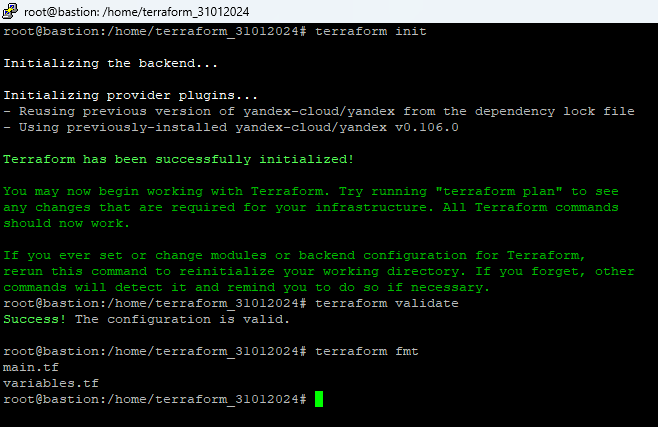 root@bastion: /home/terraform_31012024
root@bastion:/home/terraform_31012024# terraform init
Initializing the backend...
Initializing provider plugins...
- Reusing previous version of yandex-cloud/yandex from the dependency lock file
- Using previously-installed yandex-cloud/yandex v0.106.0
Terraform has been successfully initialized!
You may now begin working with Terraform. Try running "terraform plan" to see
any changes that are required for your infrastructure. All Terraform commands
should now work.
If you ever set or change modules or backend configuration for Terraform,
rerun this command to reinitialize your working directory. If you forget, other
commands will detect it and remind you to do so if necessary.
root@bastion:/home/terraform_31012024# terraform validate
Success! The configuration is valid.
root@bastion:/home/terraform_31012024# terraform fmt
main.tf
variables.tf
root@bastion:/home/terraform_31012024#